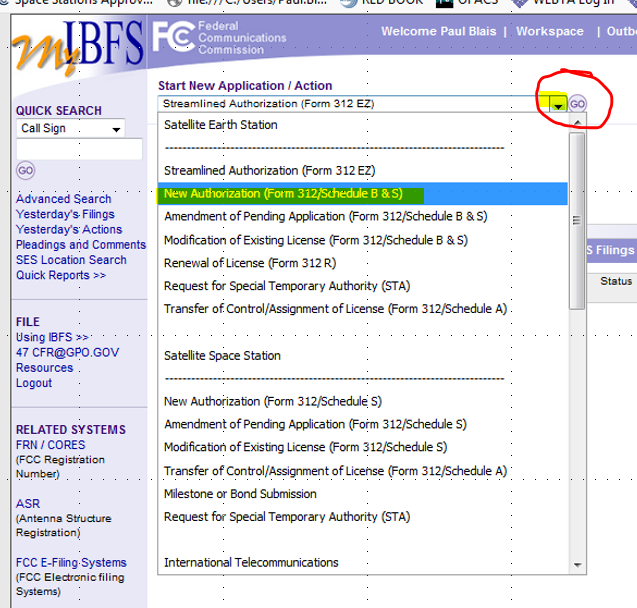 Space Stations Approv...
file:///C:/Users/Paul.Bl...
RED BOOK
GPACS
WEBTA Log In
My IBFS
FC Federal
Communications
Commission
Welcome Paul Blais | Workspace | Outb
Start New Application / Action
Streamlined Authorization (Form 312 EZ)
GO
Satellite Earth Station
------------------------------------------------------------
Streamlined Authorization (Form 312 EZ)
New Authorization (Form 312/Schedule B & S)
Amendment of Pending Application (Form 312/Schedule B & S)
Modification of Existing License (Form 312/Schedule B & S)
Renewal of License (Form 312 R)
Request for Special Temporary Authority (STA)
Transfer of Control/Assignment of License (Form 312/Schedule A)
Satellite Space Station
------------------------------------------------------------
New Authorization (Form 312/Schedule S)
Amendment of Pending Application (Form 312/Schedule S)
Modification of Existing License (Form 312/Schedule S)
Transfer of Control/Assignment of License (Form 312/Schedule A)
Milestone or Bond Submission
Request for Special Temporary Authority (STA)
International Telecommunications
S Filings
Status
QUICK SEARCH
Call Sign
GO
Advanced Search
Yesterday's Filings
Yesterday's Actions
Pleadings and Comments
SES Location Search
Quick Reports >>
FILE
Using IBFS >>
47 CFR@GPO.GOV
Resources
Logout
RELATED SYSTEMS
FRN / CORES
(FCC Registration
Number)
ASR
(Antenna Structure
Registration)
FCC E-Filing Systems
(FCC Electronic filing
Systems)